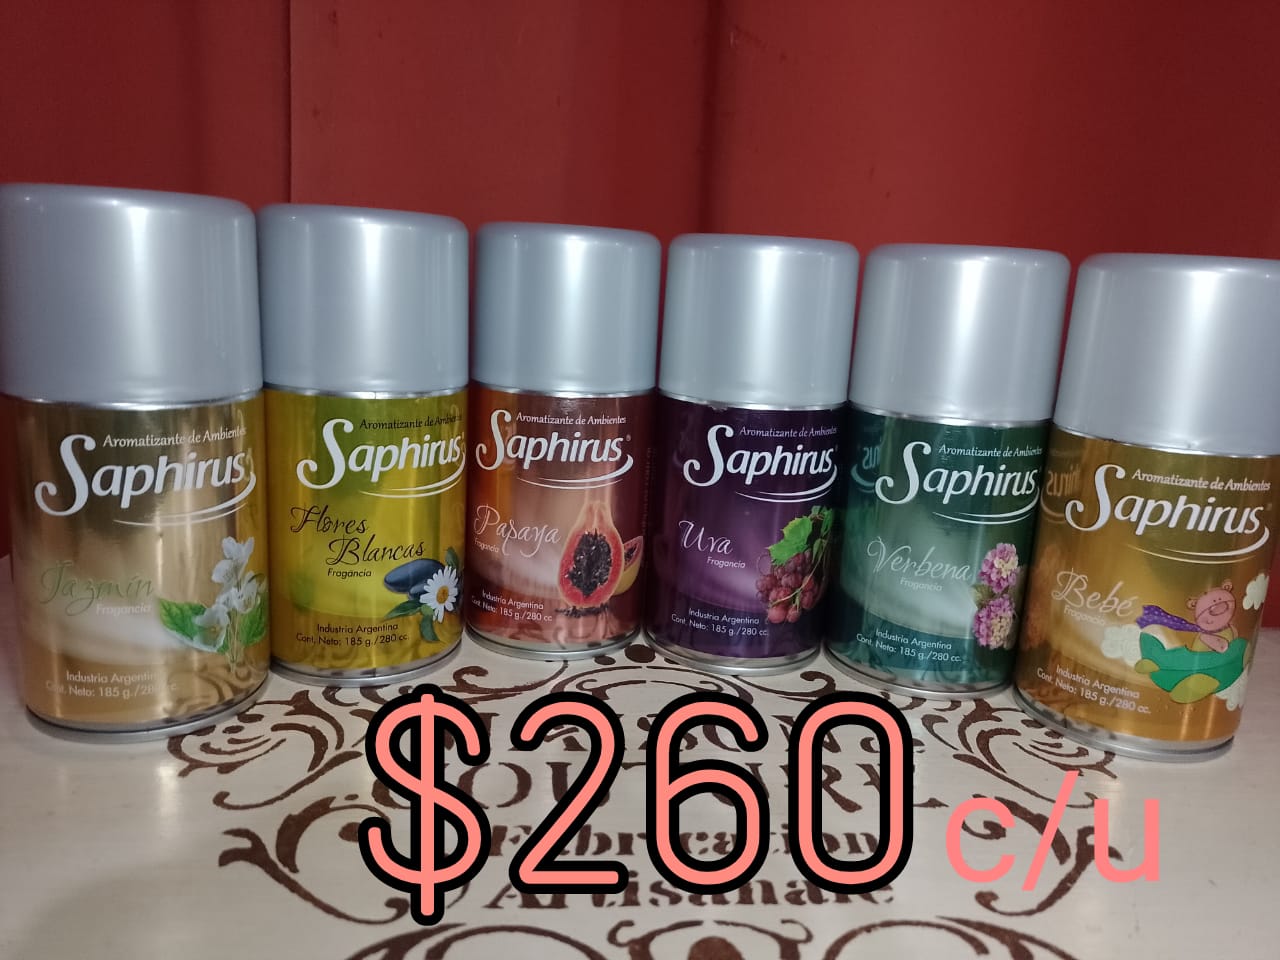 Aromatizante de Ambientes
Saphirus
Jazmín
Fragancia
Industria Argentina
Cont. Neto: 185 g./280 cc.
Aromatizante de Ambientes
Saphirus
Flores
Blancas
Fragancia
Industria Argentina
Cont. Neto: 185 g./280 cc.
Aromatizante de Ambientes
Saphirus
Papaya
Fragancia
Industria Argentina
Cont. Neto: 185 g./280 cc
Aromatizante de Ambientes
Saphirus
Uva
Fragancia
Industria Argentina
Cont. Neto: 185 g./280 cc.
Aromatizante de Ambientes
Saphirus
Verbena
Fragancia
Industria Argentina
Cont. Neto: 185 g./280 cc.
Aromatizante de Ambientes
Saphirus
Bebé
Fragancia
Industria Argentina
Cont. Neto: 185 g./280 cc.
$260 c/u
Fabrication
Artisanale